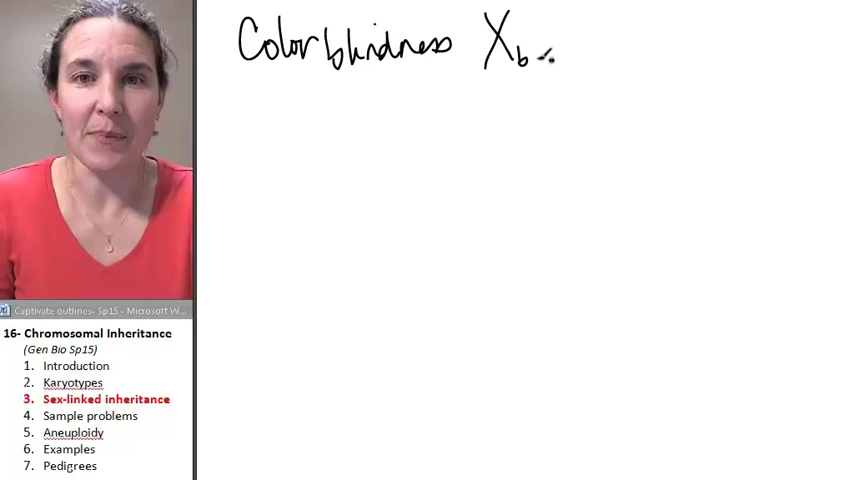 Colorblindness X_b
Captivate outlines- Sp15 - Microsoft W...
16- Chromosomal Inheritance
(Gen Bio Sp15)
1. Introduction
2. Karyotypes
3. Sex-linked inheritance
4. Sample problems
5. Aneuploidy
6. Examples
7. Pedigrees